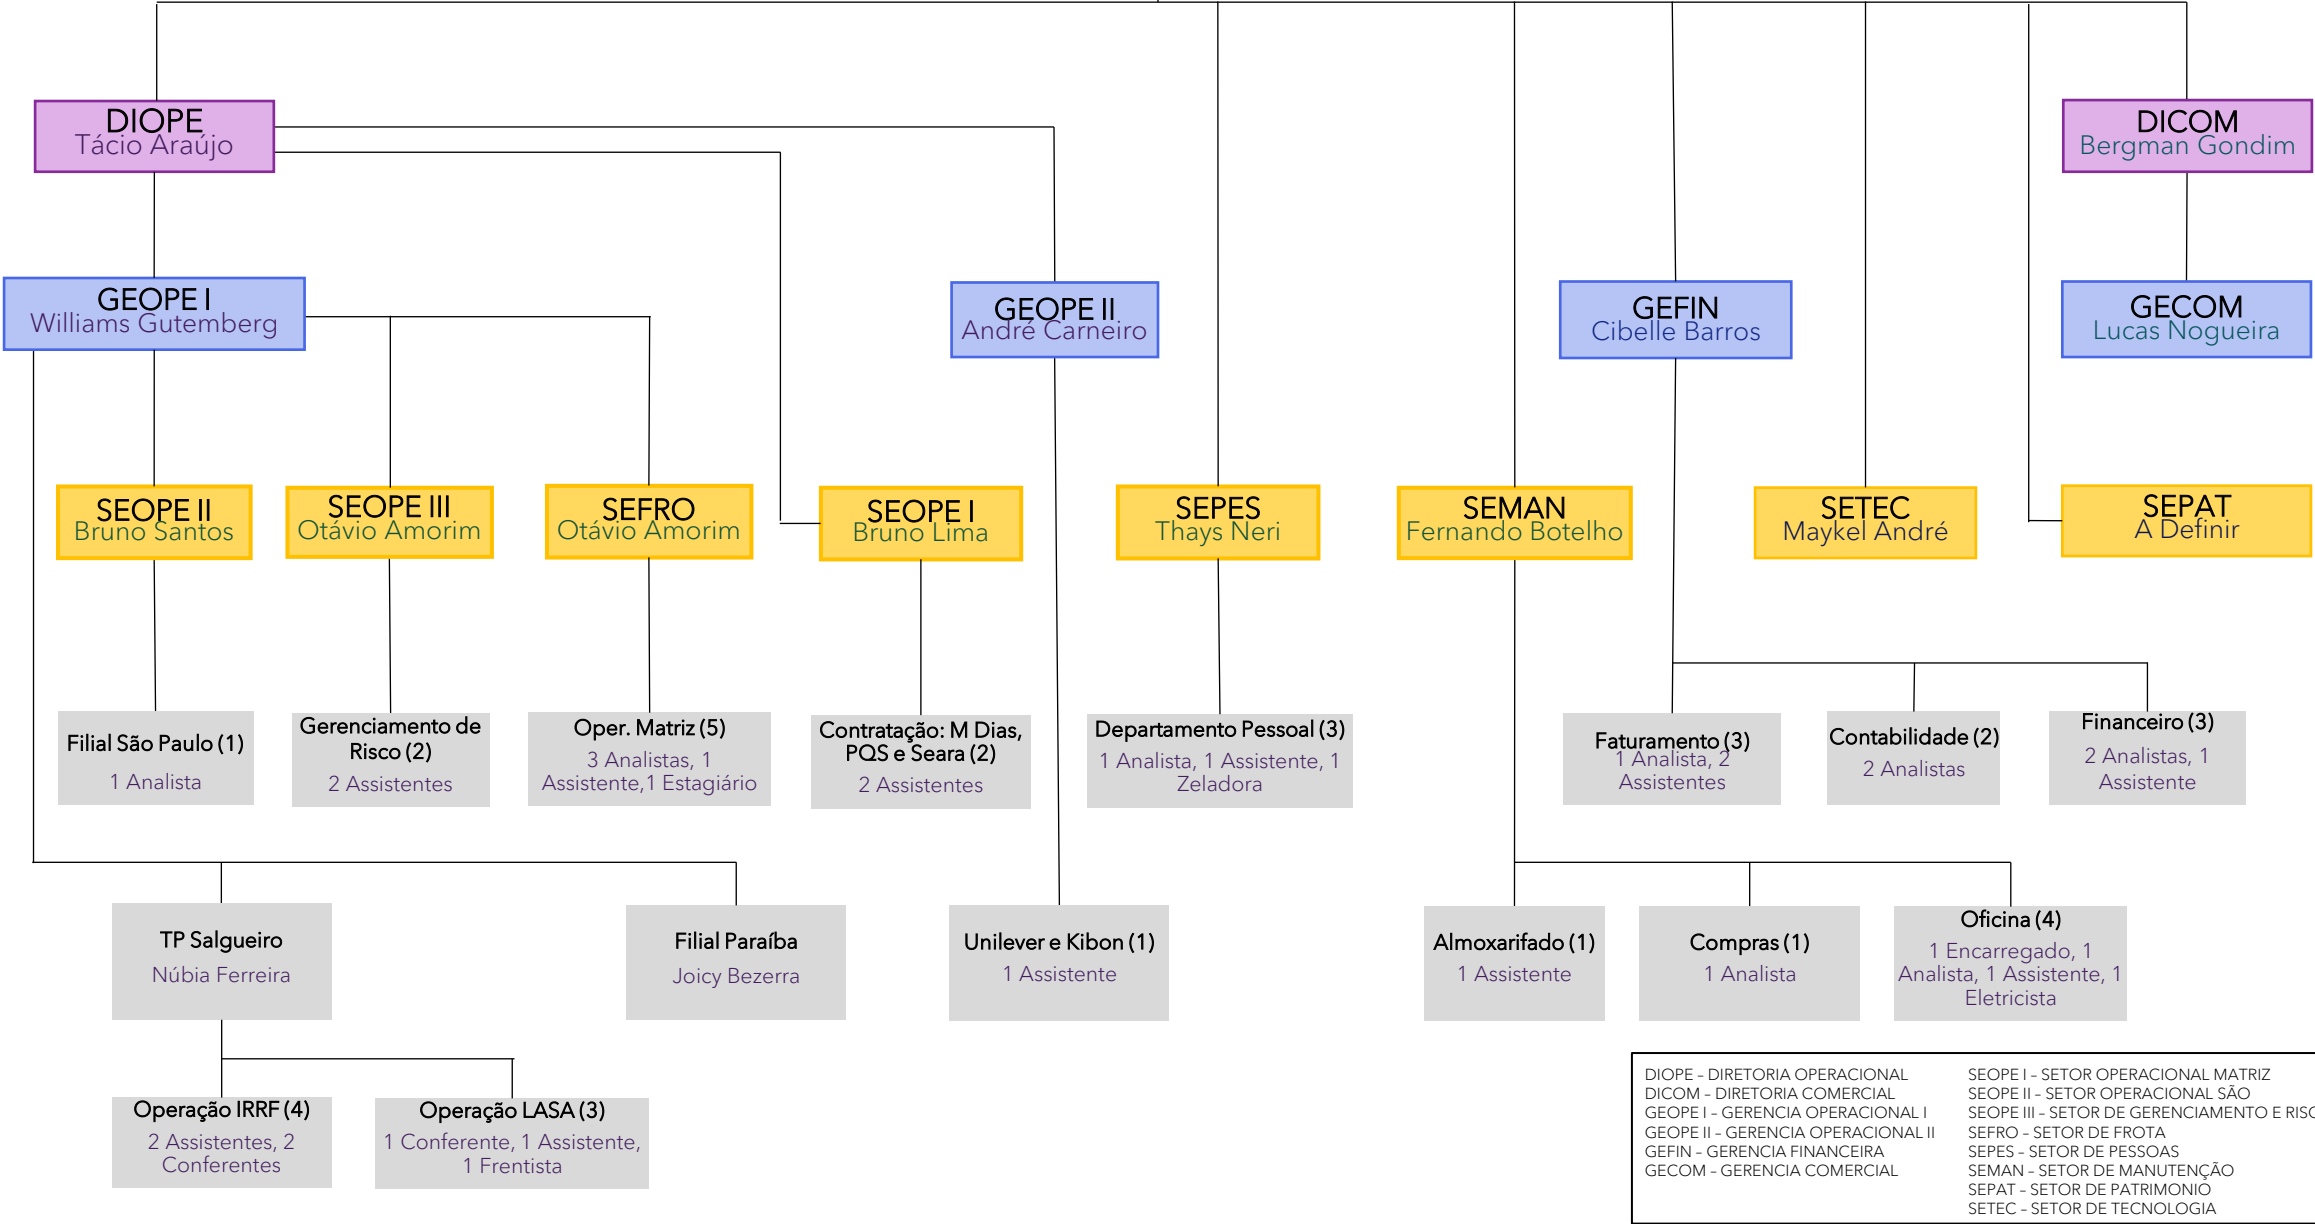 DIOPE
Tácio Araújo
DICOM
Bergman Gondim
GEOPE I
Williams Gutemberg
GEOPE II
André Carneiro
GEFIN
Cibelle Barros
GECOM
Lucas Nogueira
SEOPE II
Bruno Santos
SEOPE III
Otávio Amorim
SEFRO
Otávio Amorim
SEOPE I
Bruno Lima
SEPES
Thays Neri
SEMAN
Fernando Botelho
SETEC
Maykel André
SEPAT
A Definir
Filial São Paulo (1)
1 Analista
Gerenciamento de
Risco (2)
2 Assistentes
Oper. Matriz (5)
3 Analistas, 1
Assistente,1 Estagiário
Contratação: M Dias,
PQS e Seara (2)
2 Assistentes
Departamento Pessoal (3)
1 Analista, 1 Assistente, 1
Zeladora
Faturamento (3)
1 Analista, 2
Assistentes
Contabilidade (2)
2 Analistas
Financeiro (3)
2 Analistas, 1
Assistente
TP Salgueiro
Núbia Ferreira
Filial Paraíba
Joicy Bezerra
Unilever e Kibon (1)
1 Assistente
Almoxarifado (1)
1 Assistente
Compras (1)
1 Analista
Oficina (4)
1 Encarregado, 1
Analista, 1 Assistente, 1
Eletricista
Operação IRRF (4)
2 Assistentes, 2
Conferentes
Operação LASA (3)
1 Conferente, 1 Assistente,
1 Frentista
DIOPE – DIRETORIA OPERACIONAL
DICOM – DIRETORIA COMERCIAL
GEOPE I – GERENCIA OPERACIONAL I
GEOPE II – GERENCIA OPERACIONAL II
GEFIN – GERENCIA FINANCEIRA
GECOM – GERENCIA COMERCIAL
SEOPE I – SETOR OPERACIONAL MATRIZ
SEOPE II – SETOR OPERACIONAL SÃO
SEOPE III – SETOR DE GERENCIAMENTO E RISC
SEFRO – SETOR DE FROTA
SEPES – SETOR DE PESSOAS
SEMAN – SETOR DE MANUTENÇÃO
SEPAT – SETOR DE PATRIMONIO
SETEC – SETOR DE TECNOLOGIA